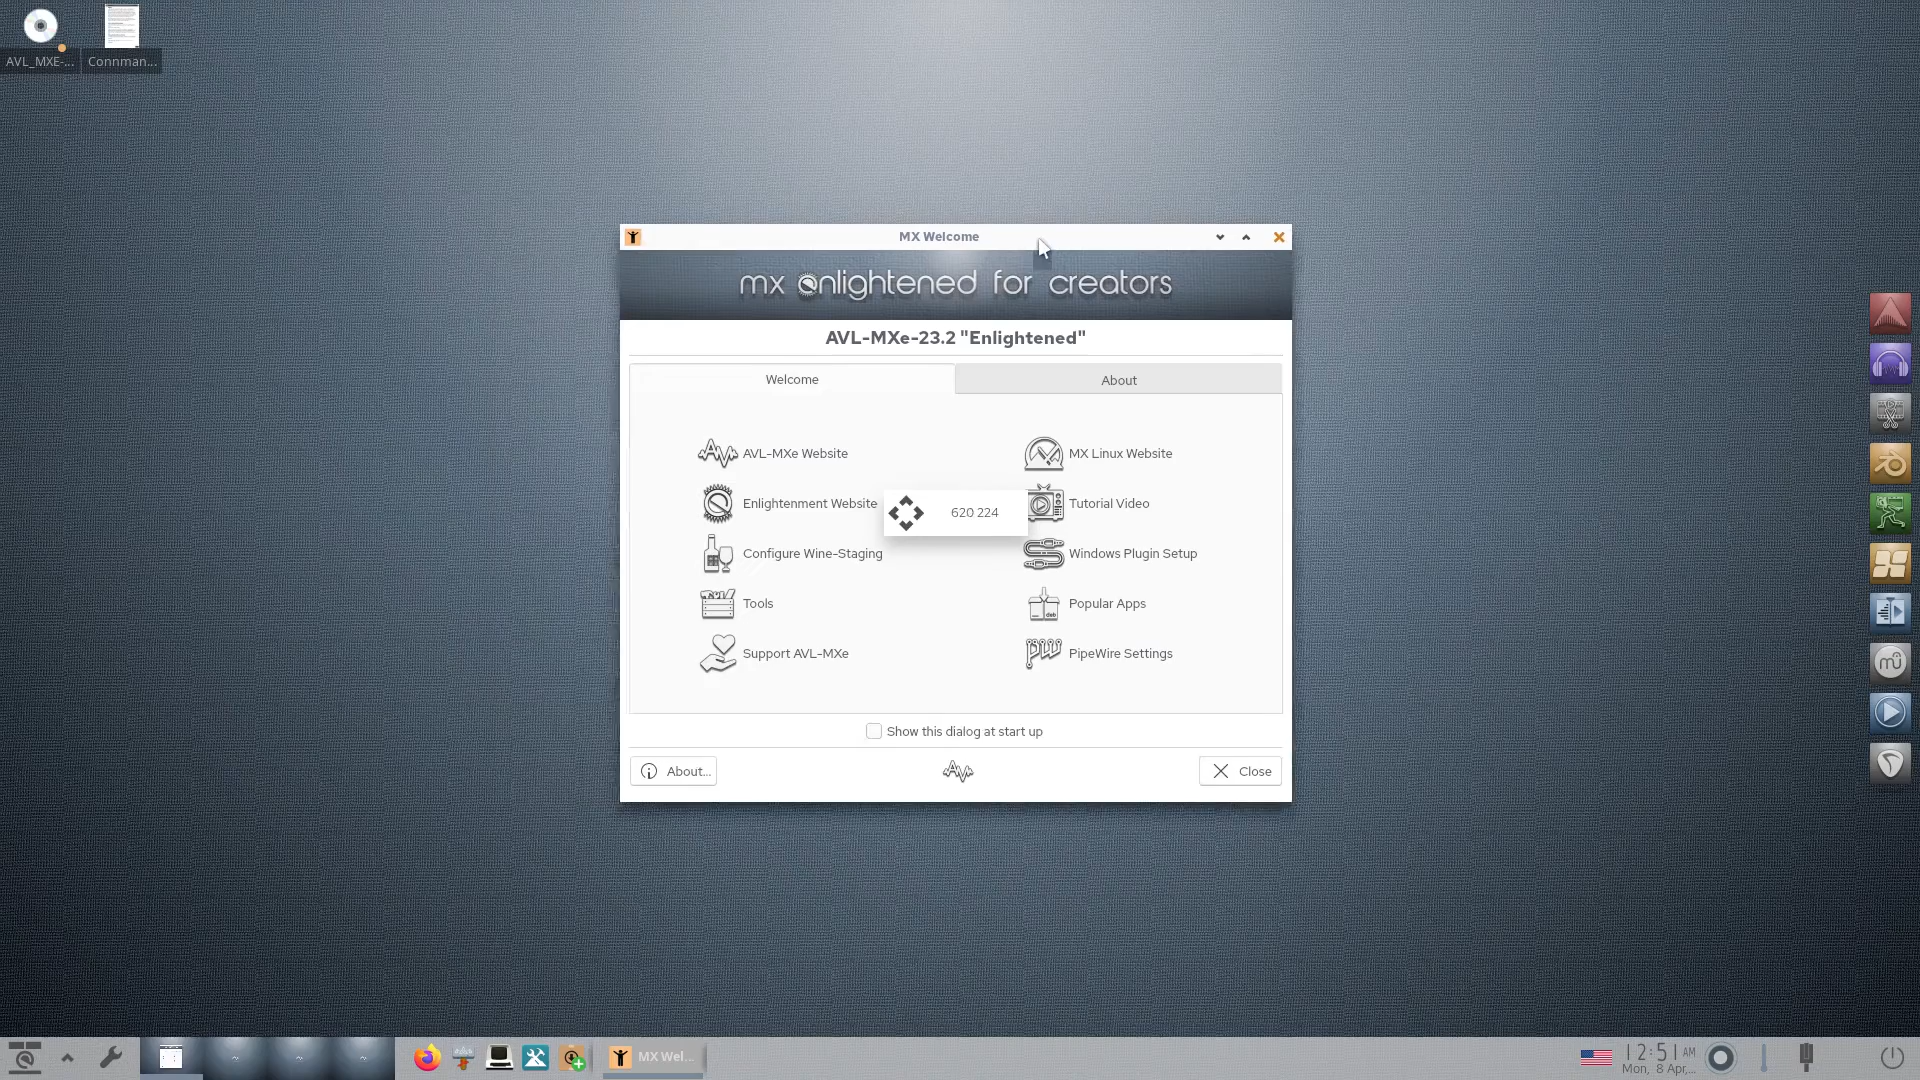 AVL_MXE-...
Connman...
MX Welcome
mx enlightened for creators
AVL-MXe-23.2 "Enlightened"
Welcome
About
AVL-MXe Website
MX Linux Website
Enlightenment Website
620 224
Tutorial Video
Configure Wine-Staging
Windows Plugin Setup
Tools
Popular Apps
Support AVL-MXe
PipeWire Settings
Show this dialog at start up
About...
Close
MX Wel...
12:51 AM
Mon, 8 Apr,...